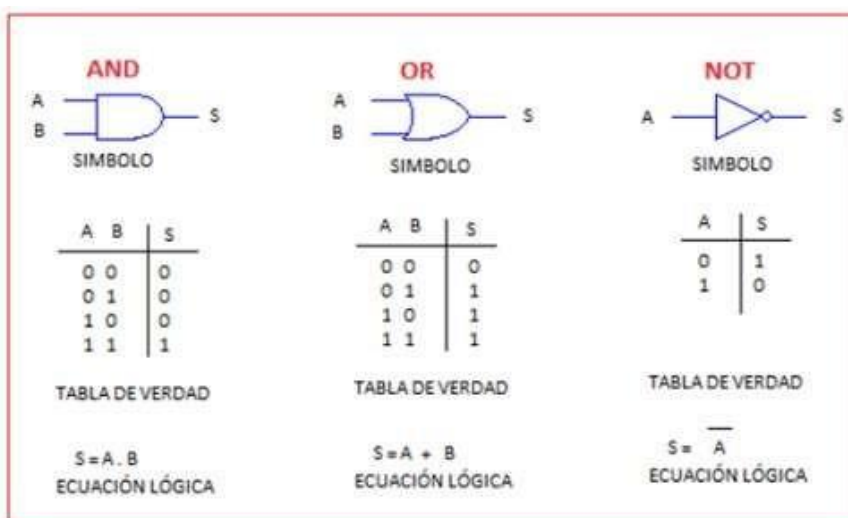 AND
A
B
S
SIMBOLO
A B S
0 0 0
0 1 0
1 0 0
1 1 1
TABLA DE VERDAD
S = A . B
ECUACIÓN LÓGICA
OR
A
B
S
SIMBOLO
A B S
0 0 0
0 1 1
1 0 1
1 1 1
TABLA DE VERDAD
S = A + B
ECUACIÓN LÓGICA
NOT
A
S
SIMBOLO
A S
0 1
1 0
TABLA DE VERDAD
S = A̅
ECUACIÓN LÓGICA